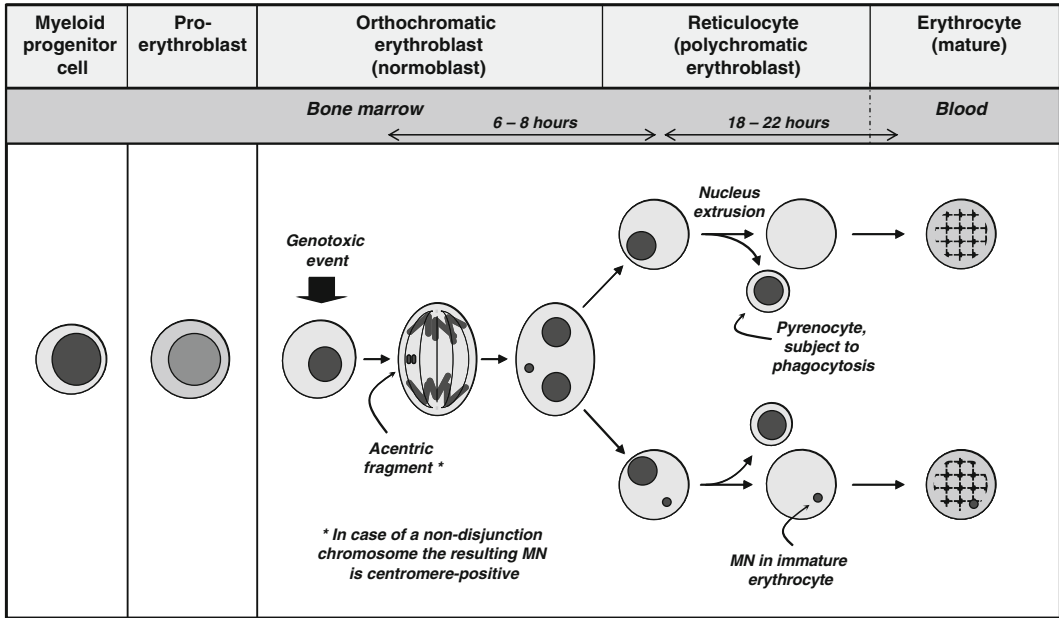 Myeloid
progenitor
cell
Pro-
erythroblast
Orthochromatic
erythroblast
(normoblast)
Reticulocyte
(polychromatic
erythroblast)
Erythrocyte
(mature)
Bone marrow
Blood
6 – 8 hours
18 – 22 hours
Nucleus
extrusion
Genotoxic
event
Pyrenocyte,
subject to
phagocytosis
Acentric
fragment *
* In case of a non-disjunction
chromosome the resulting MN
is centromere-positive
MN in immature
erythrocyte